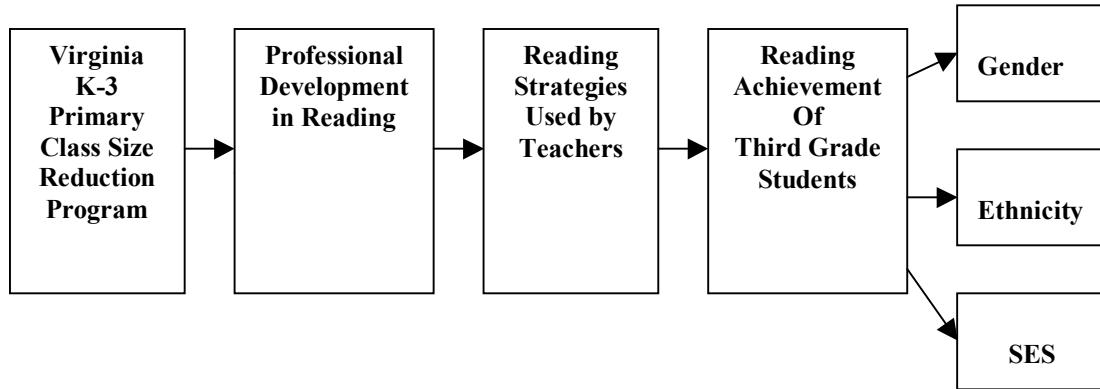 Virginia
K-3
Primary
Class Size
Reduction
Program
Professional
Development
in Reading
Reading
Strategies
Used by
Teachers
Reading
Achievement
Of
Third Grade
Students
Gender
Ethnicity
SES